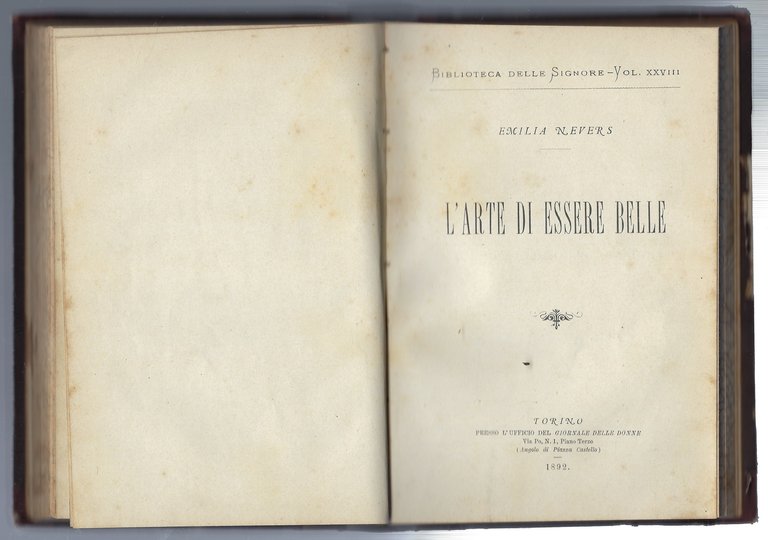 BIBLIOTECA DELLE SIGNORE - VOL. XXVIII
EMILIA NEVERS
L'ARTE DI ESSERE BELLE
TORINO
PRESSO L'UFFICIO DEL GIORNALE DELLE DONNE
Via Po, N. 1, Piano Terzo
(Angolo di Piazza Castello)
1892.